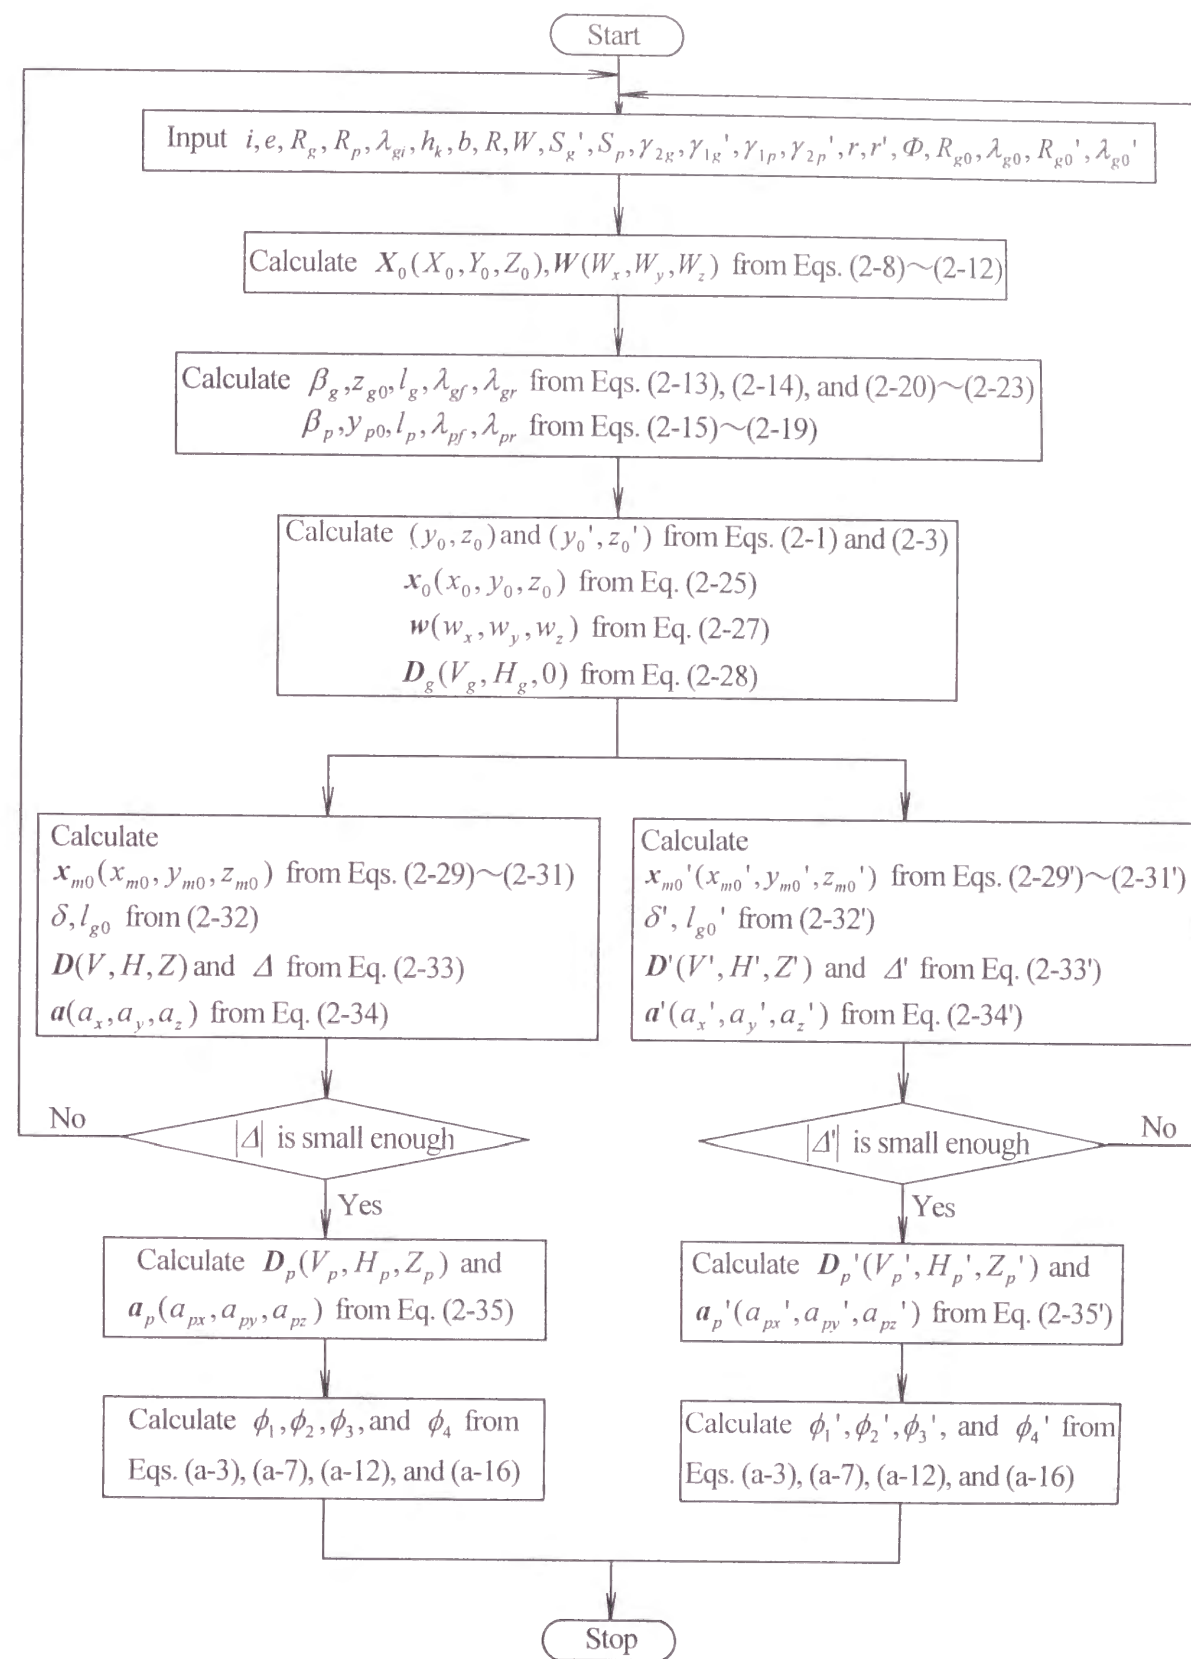 Start
Input i, e, R_g, R_p, λ_gi, h_k, b, R, W, S_g', S_p, γ_2g, γ_1g', γ_1p, γ_2p', r, r', Φ, R_g0, λ_g0, R_g0', λ_g0'
Calculate X_0(X_0, Y_0, Z_0), W(W_x, W_y, W_z) from Eqs. (2-8)~(2-12)
Calculate β_g, z_g0, l_g, λ_gf, λ_gr from Eqs. (2-13), (2-14), and (2-20)~(2-23)
β_p, y_p0, l_p, λ_pf, λ_pr from Eqs. (2-15)~(2-19)
Calculate (y_0, z_0) and (y_0', z_0') from Eqs. (2-1) and (2-3)
x_0(x_0, y_0, z_0) from Eq. (2-25)
w(w_x, w_y, w_z) from Eq. (2-27)
D_g(V_g, H_g, 0) from Eq. (2-28)
Calculate
x_m0(x_m0, y_m0, z_m0) from Eqs. (2-29)~(2-31)
δ, l_g0 from (2-32)
D(V, H, Z) and Δ from Eq. (2-33)
a(a_x, a_y, a_z) from Eq. (2-34)
Calculate
x_m0'(x_m0', y_m0', z_m0') from Eqs. (2-29')~(2-31')
δ', l_g0' from (2-32')
D'(V', H', Z') and Δ' from Eq. (2-33')
a'(a_x', a_y', a_z') from Eq. (2-34')
No
|Δ| is small enough
Yes
|Δ'| is small enough
No
Yes
Calculate D_p(V_p, H_p, Z_p) and
a_p(a_px, a_py, a_pz) from Eq. (2-35)
Calculate D_p'(V_p', H_p', Z_p') and
a_p'(a_px', a_py', a_pz') from Eq. (2-35')
Calculate φ_1, φ_2, φ_3, and φ_4 from
Eqs. (a-3), (a-7), (a-12), and (a-16)
Calculate φ_1', φ_2', φ_3', and φ_4' from
Eqs. (a-3), (a-7), (a-12), and (a-16)
Stop